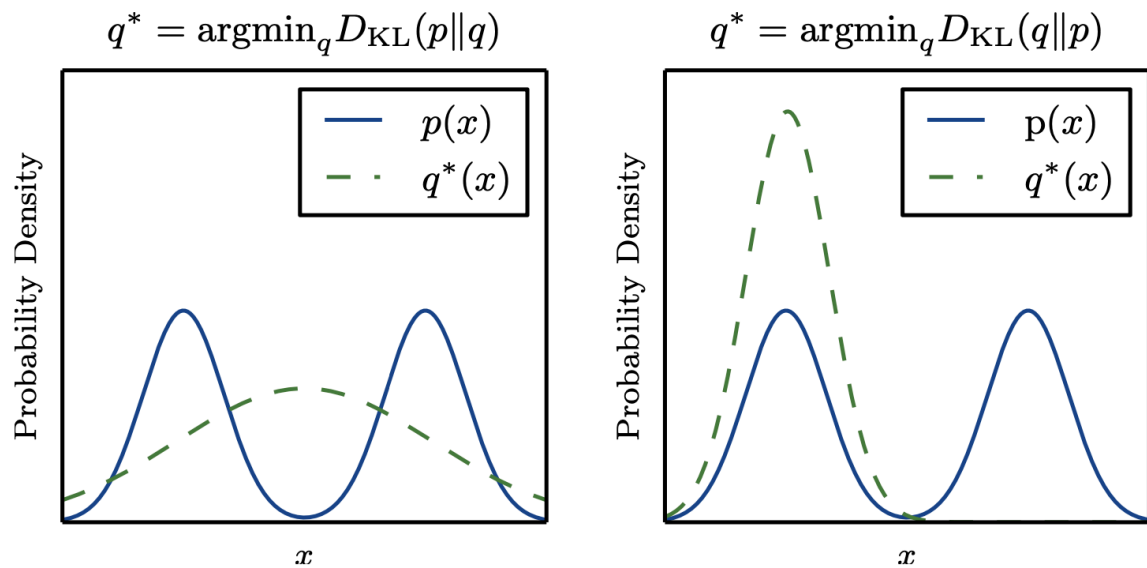 q* = argmin_q D_KL(p‖q)
p(x)
q*(x)
Probability Density
x
q* = argmin_q D_KL(q‖p)
p(x)
q*(x)
Probability Density
x